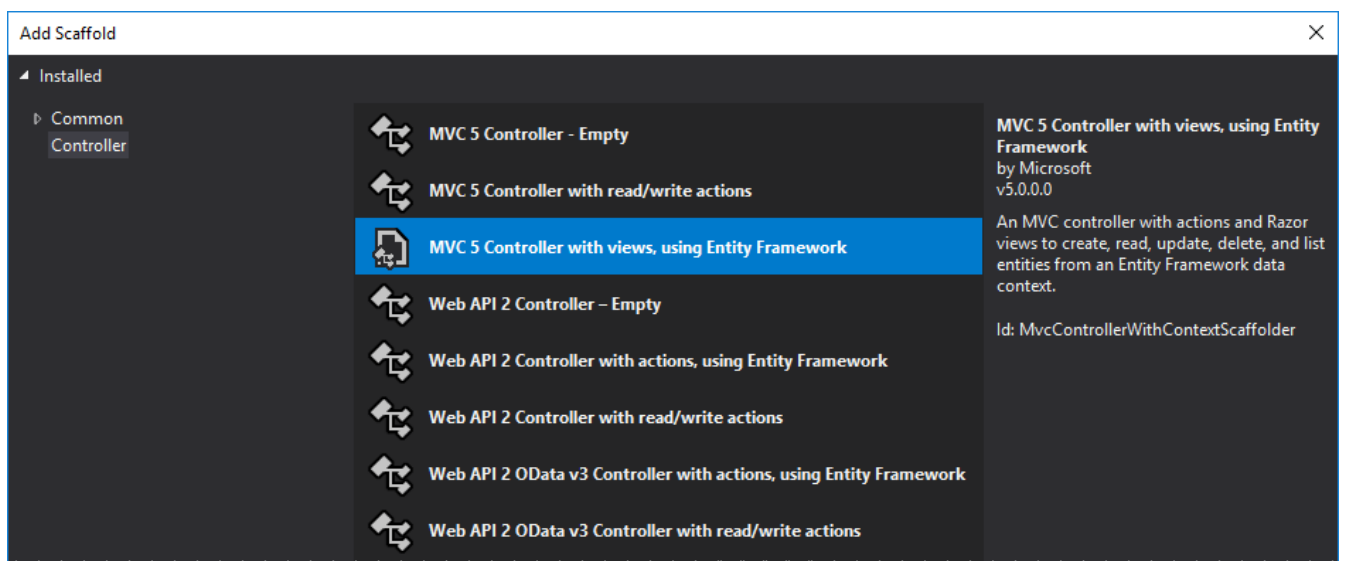 Add Scaffold
Installed
Common
Controller
MVC 5 Controller - Empty
MVC 5 Controller with read/write actions
MVC 5 Controller with views, using Entity Framework
Web API 2 Controller – Empty
Web API 2 Controller with actions, using Entity Framework
Web API 2 Controller with read/write actions
Web API 2 OData v3 Controller with actions, using Entity Framework
Web API 2 OData v3 Controller with read/write actions
MVC 5 Controller with views, using Entity
Framework
by Microsoft
v5.0.0.0
An MVC controller with actions and Razor
views to create, read, update, delete, and list
entities from an Entity Framework data
context.
Id: MvcControllerWithContextScaffolder